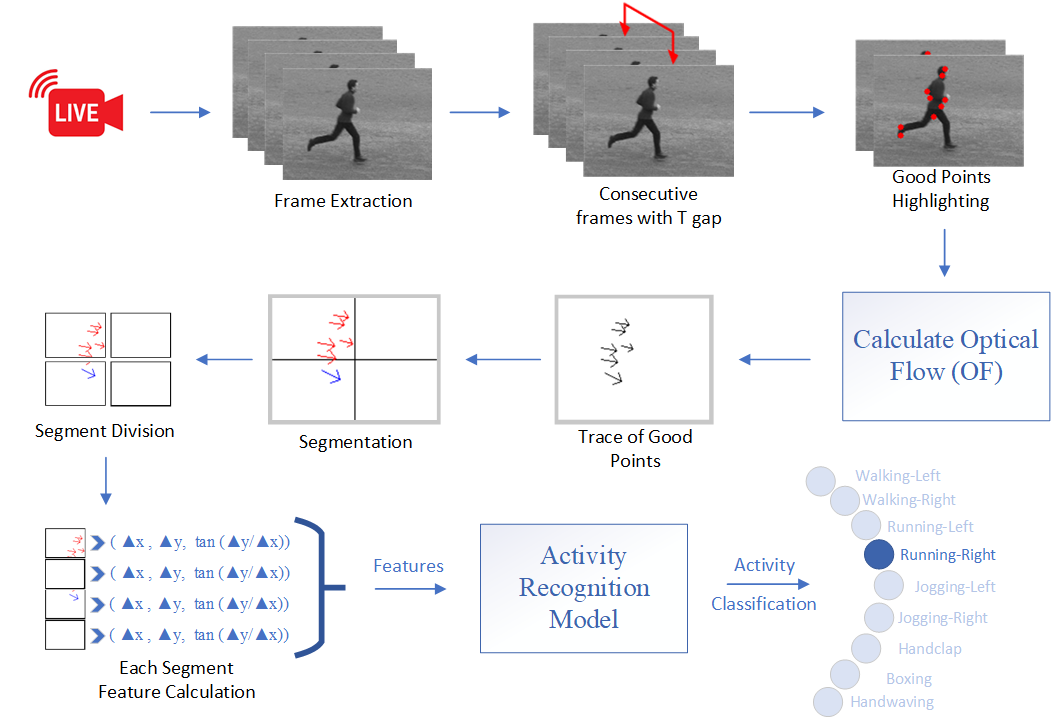 LIVE
Frame Extraction
Consecutive
frames with T gap
Good Points
Highlighting
Calculate Optical
Flow (OF)
Trace of Good
Points
Segmentation
Segment Division
( ▲x , ▲y, tan (▲y/▲x))
( ▲x , ▲y, tan (▲y/▲x))
( ▲x , ▲y, tan (▲y/▲x))
( ▲x , ▲y, tan (▲y/▲x))
Each Segment
Feature Calculation
Features
Activity
Recognition
Model
Activity
Classification
Walking-Left
Walking-Right
Running-Left
Running-Right
Jogging-Left
Jogging-Right
Handclap
Boxing
Handwaving